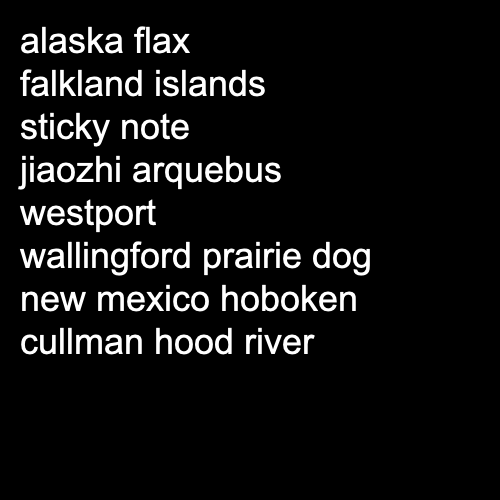 alaska flax
falkland islands
sticky note
jiaozhi arquebus
westport
wallingford prairie dog
new mexico hoboken
cullman hood river